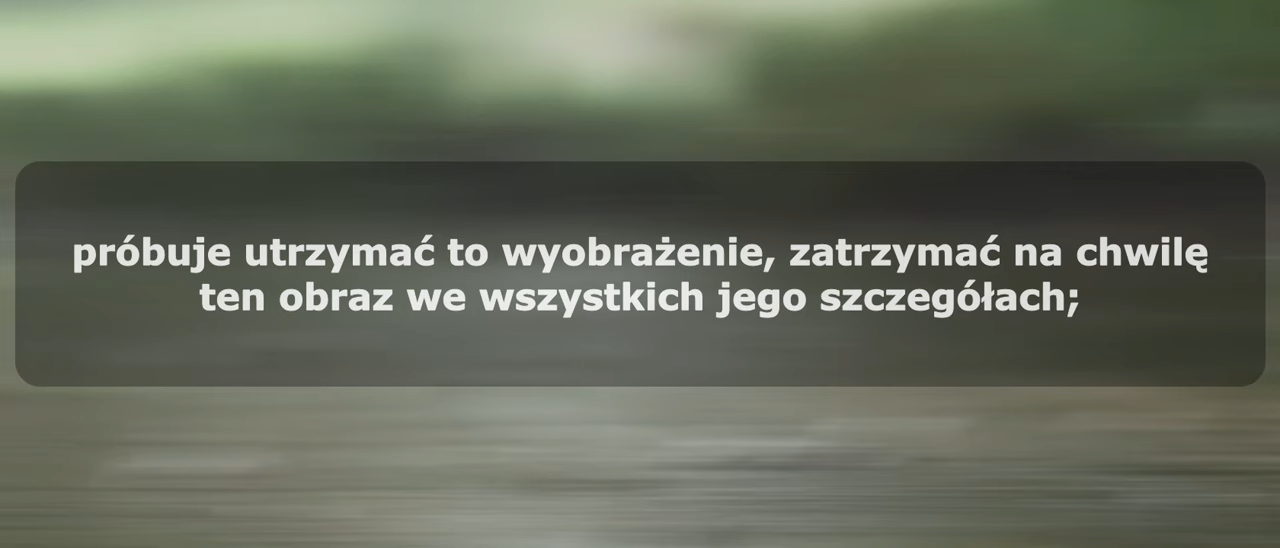 próbuje utrzymać to wyobrażenie, zatrzymać na chwilę
ten obraz we wszystkich jego szczegółach;